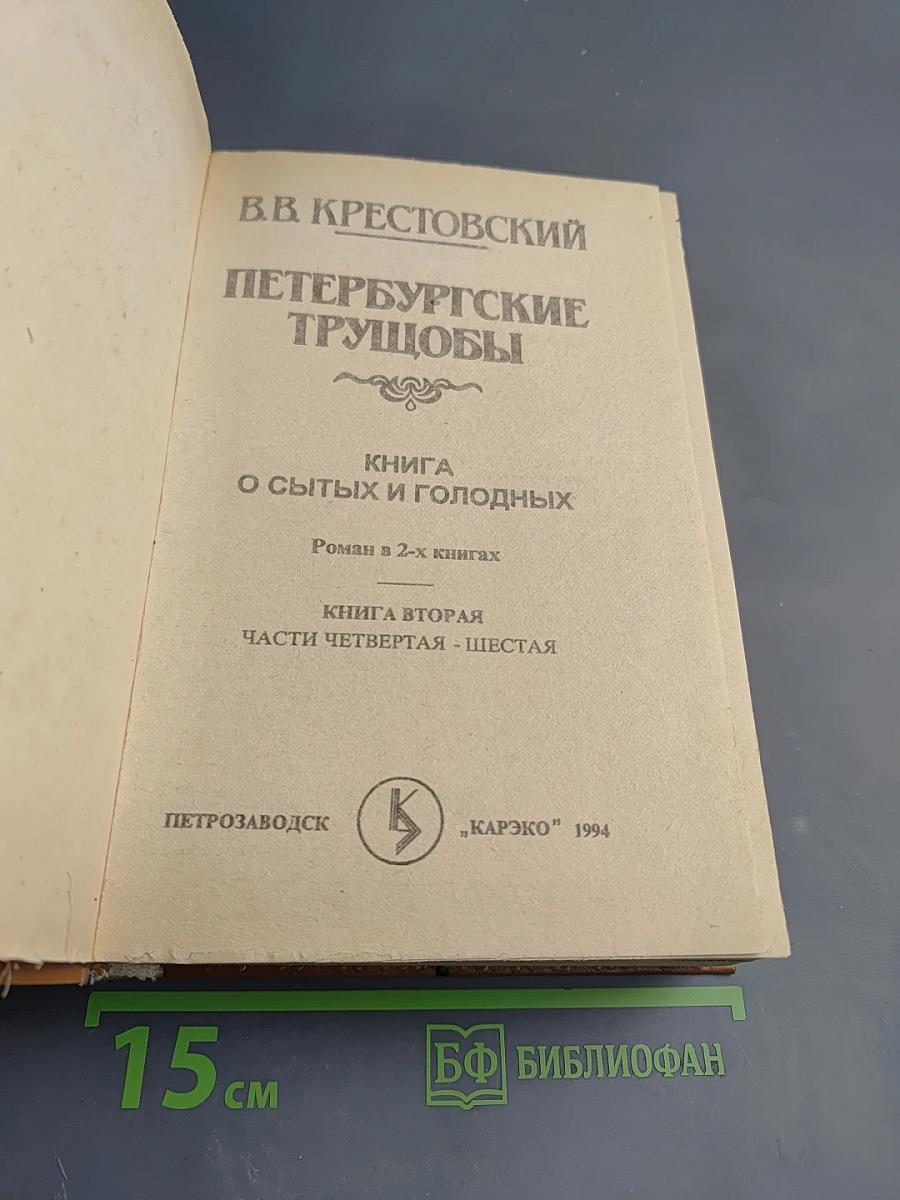 В.В. КРЕСТОВСКИЙ
ПЕТЕРБУРГСКИЕ
ТРУЩОБЫ
КНИГА
О СЫТЫХ И ГОЛОДНЫХ
Роман в 2-х книгах
КНИГА ВТОРАЯ
ЧАСТИ ЧЕТВЕРТАЯ - ШЕСТАЯ
ПЕТРОЗАВОДСК „КАРЭКО" 1994
15 см БФ БИБЛИОФАН